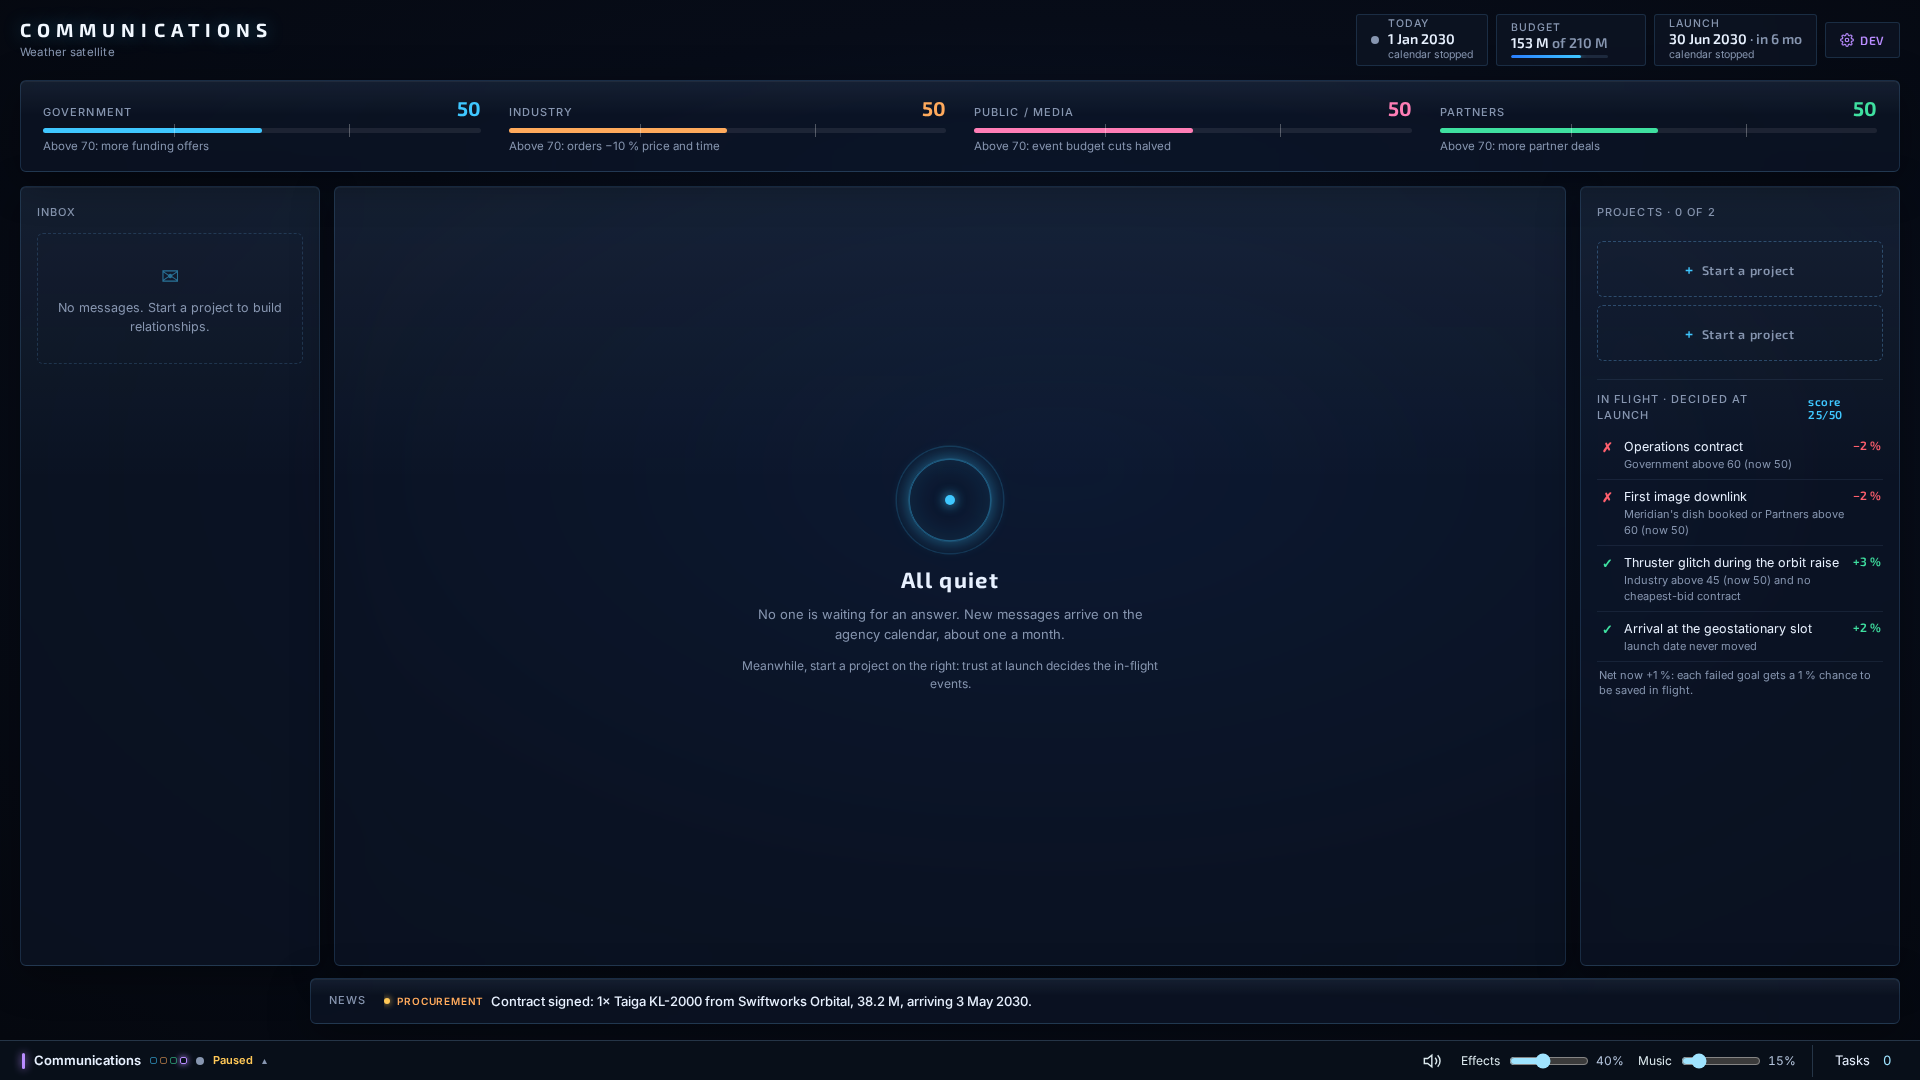 COMMUNICATIONS
Weather satellite
TODAY
1 Jan 2030
calendar stopped
BUDGET
153 M of 210 M
LAUNCH
30 Jun 2030 · in 6 mo
calendar stopped
DEV
GOVERNMENT 50
Above 70: more funding offers
INDUSTRY 50
Above 70: orders −10 % price and time
PUBLIC / MEDIA 50
Above 70: event budget cuts halved
PARTNERS 50
Above 70: more partner deals
INBOX
No messages. Start a project to build
relationships.
All quiet
No one is waiting for an answer. New messages arrive on the
agency calendar, about one a month.
Meanwhile, start a project on the right: trust at launch decides the in-flight
events.
PROJECTS · 0 OF 2
+ Start a project
+ Start a project
IN FLIGHT · DECIDED AT
LAUNCH
score
25/50
✗ Operations contract −2 %
Government above 60 (now 50)
✗ First image downlink −2 %
Meridian's dish booked or Partners above
60 (now 50)
✓ Thruster glitch during the orbit raise +3 %
Industry above 45 (now 50) and no
cheapest-bid contract
✓ Arrival at the geostationary slot +2 %
launch date never moved
Net now +1 %: each failed goal gets a 1 % chance to
be saved in flight.
NEWS PROCUREMENT Contract signed: 1× Taiga KL-2000 from Swiftworks Orbital, 38.2 M, arriving 3 May 2030.
Communications Paused ▲
Effects 40% Music 15% Tasks 0